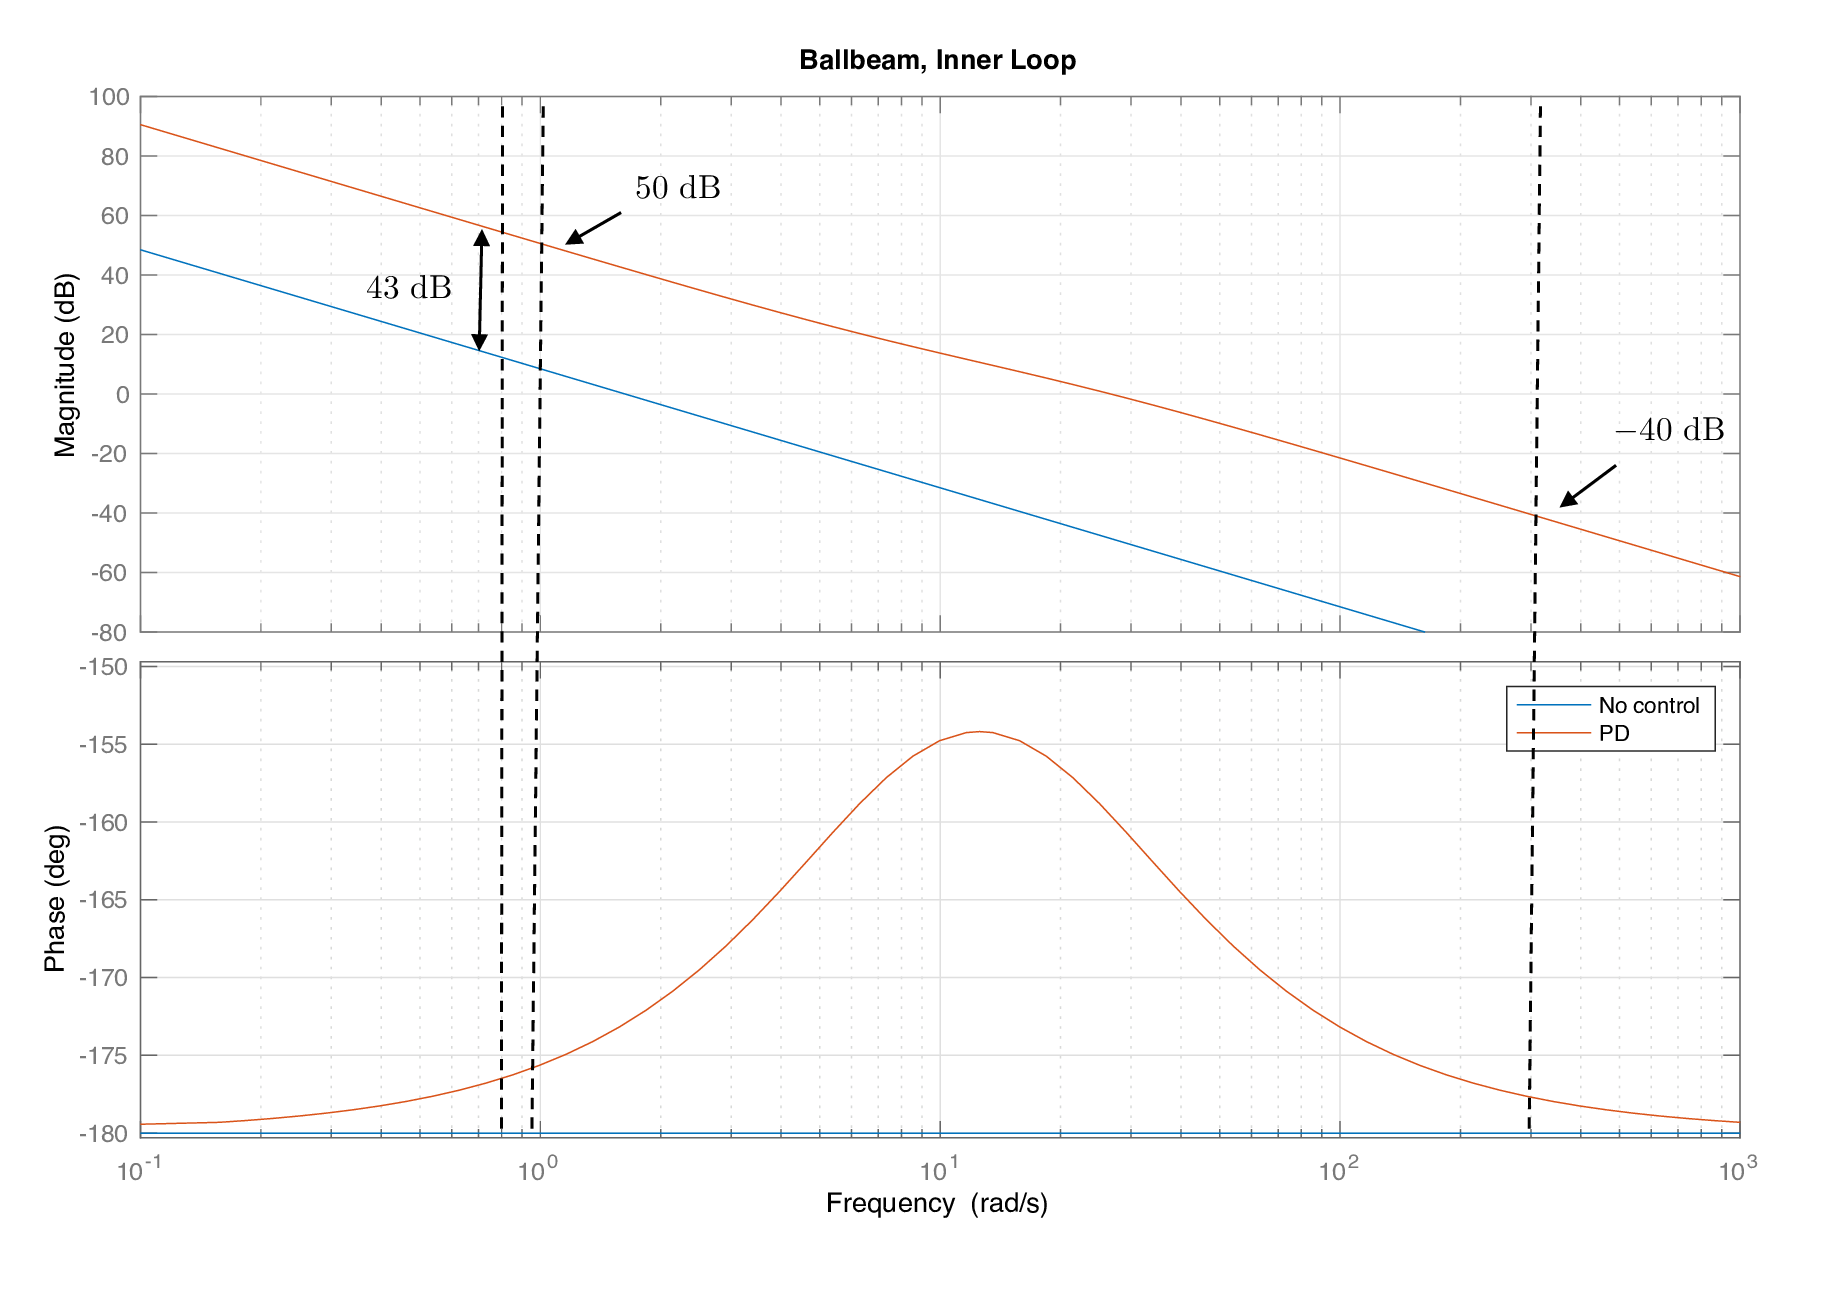 Ballbeam, Inner Loop
Magnitude (dB)
100
80
60
40
20
0
-20
-40
-60
-80
50 dB
43 dB
−40 dB
Phase (deg)
-150
-155
-160
-165
-170
-175
-180
No control
PD
10^-1
10^0
10^1
10^2
10^3
Frequency (rad/s)